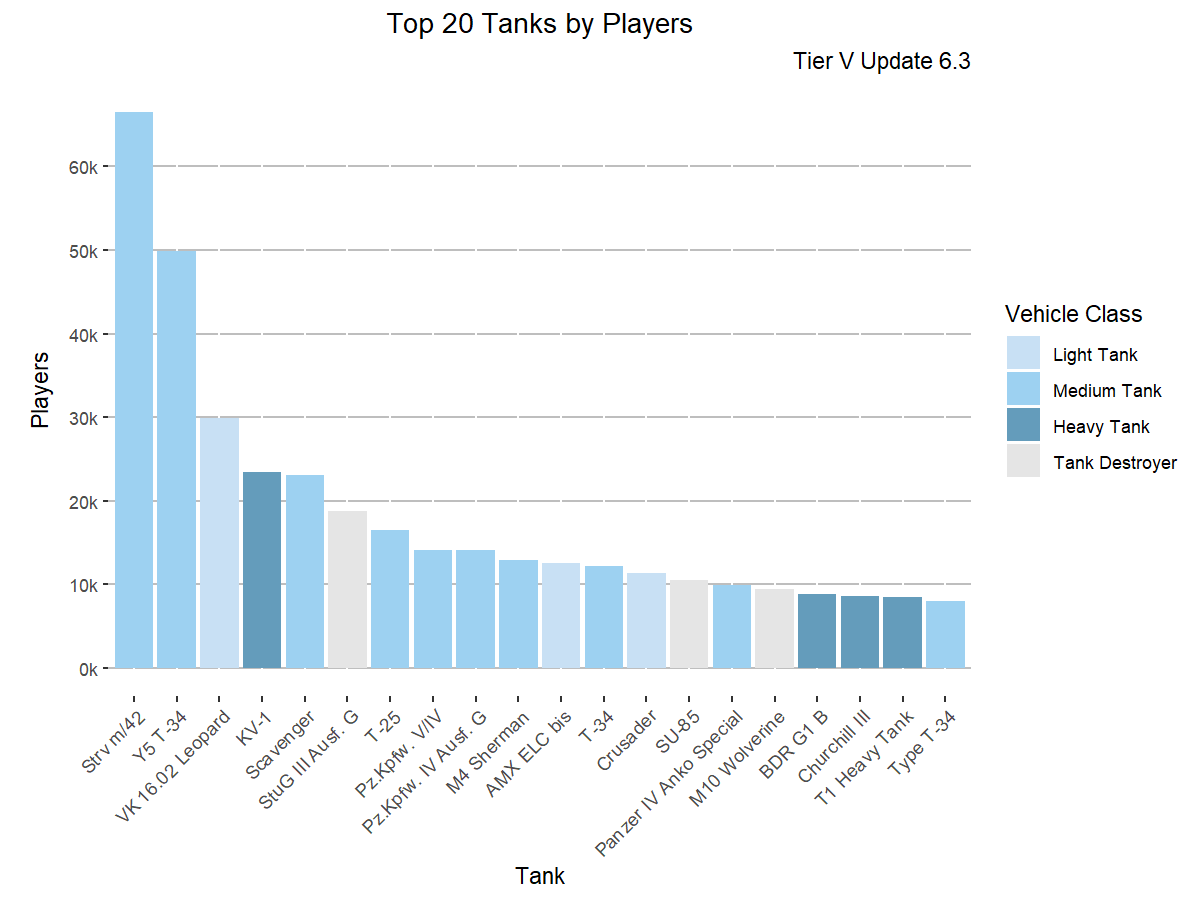 Top 20 Tanks by Players
Tier V Update 6.3
Players
60k
50k
40k
30k
20k
10k
0k
Strv m/42
Y5 T-34
VK 16.02 Leopard
KV-1
Scavenger
StuG III Ausf. G
T-25
Pz.Kpfw. V/IV
Pz.Kpfw. IV Ausf. G
M4 Sherman
AMX ELC bis
T-34
Crusader
SU-85
Panzer IV Anko Special
M10 Wolverine
BDR G1 B
Churchill III
T1 Heavy Tank
Type T-34
Tank
Vehicle Class
Light Tank
Medium Tank
Heavy Tank
Tank Destroyer